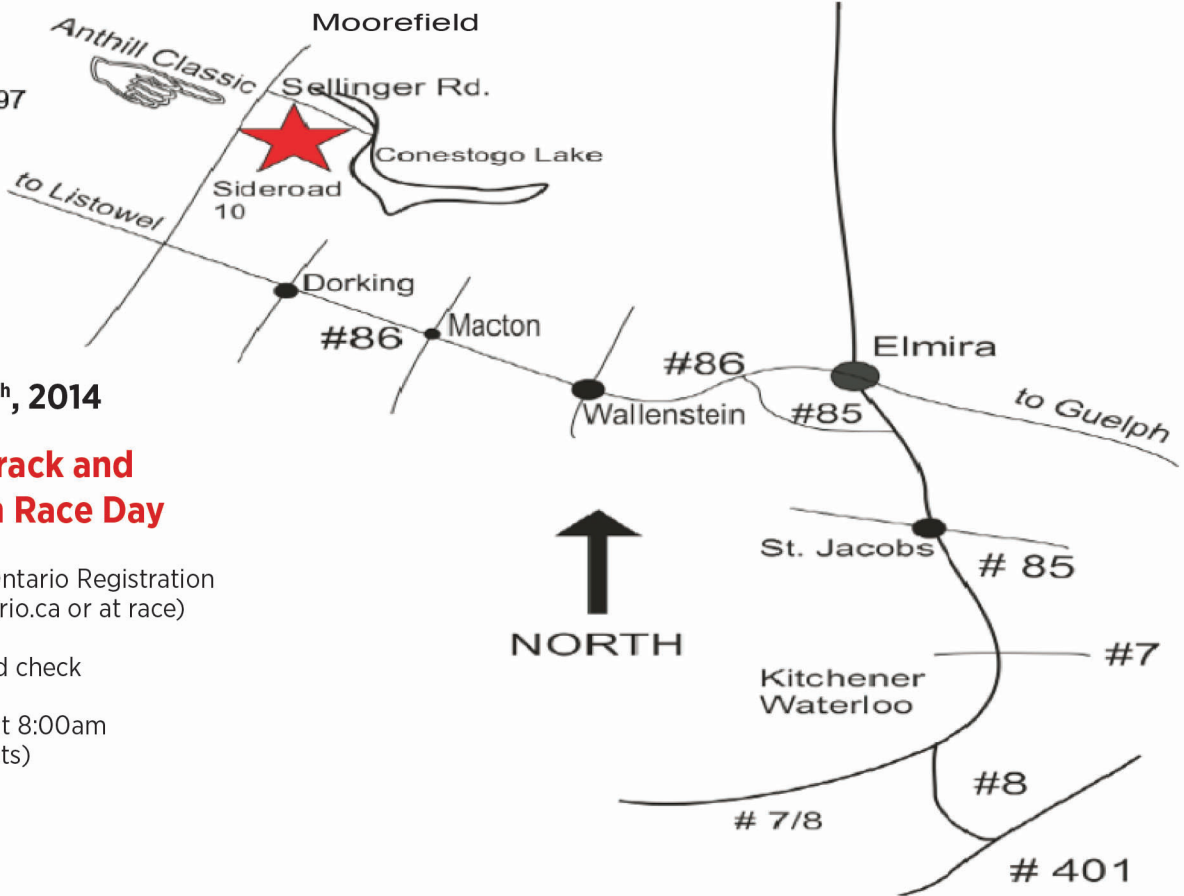 Moorefield
Anthill Classic
Sellinger Rd.
97
Conestogo Lake
to Listowel
Sideroad
10
Dorking
#86
Macton
#86
Elmira
Wallenstein
#85
to Guelph
h, 2014
rack and
Race Day
St. Jacobs
# 85
ntario Registration
rio.ca or at race)
NORTH
#7
d check
Kitchener
Waterloo
t 8:00am
ts)
#8
# 7/8
# 401